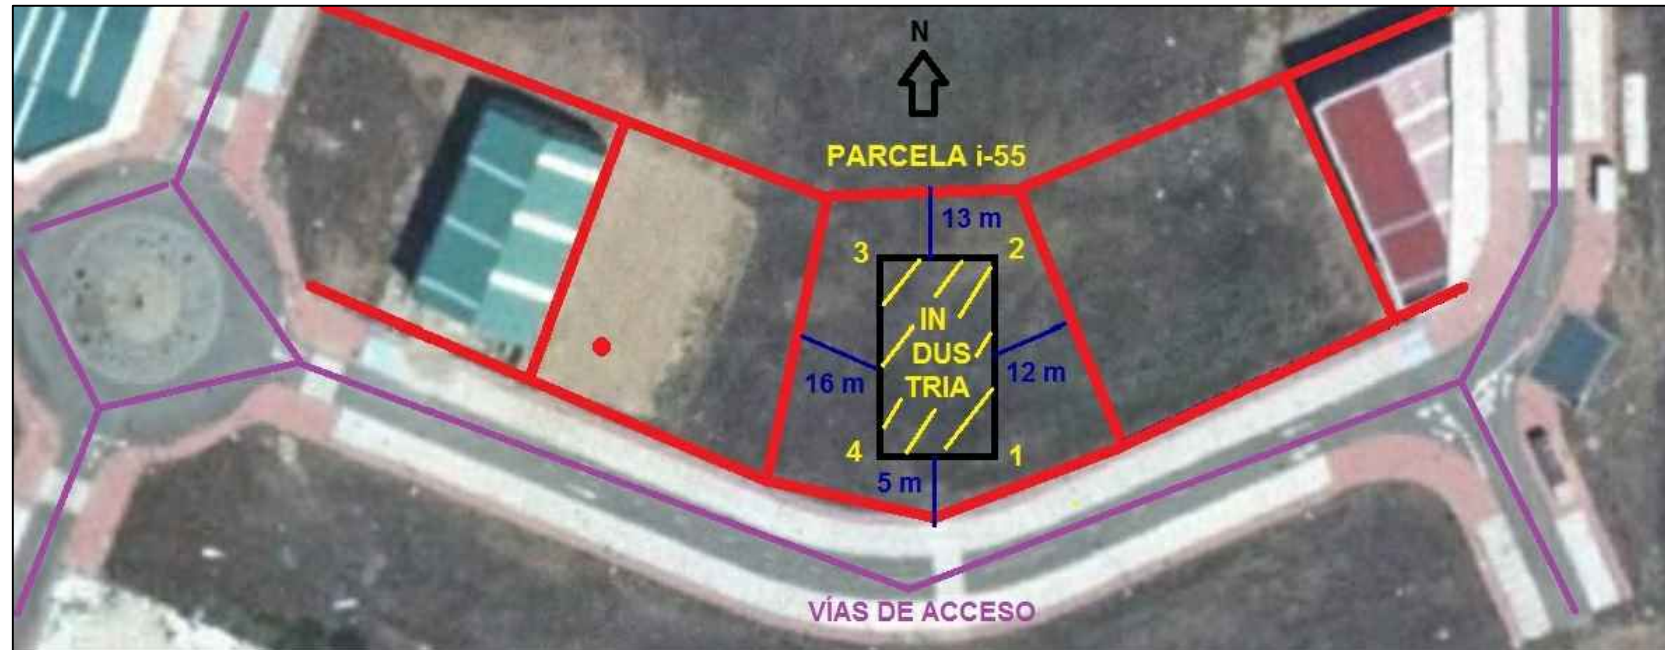 N
PARCELA i-55
13 m
3
2
IN
DUS
TRIA
16 m
12 m
4
1
5 m
VÍAS DE ACCESO